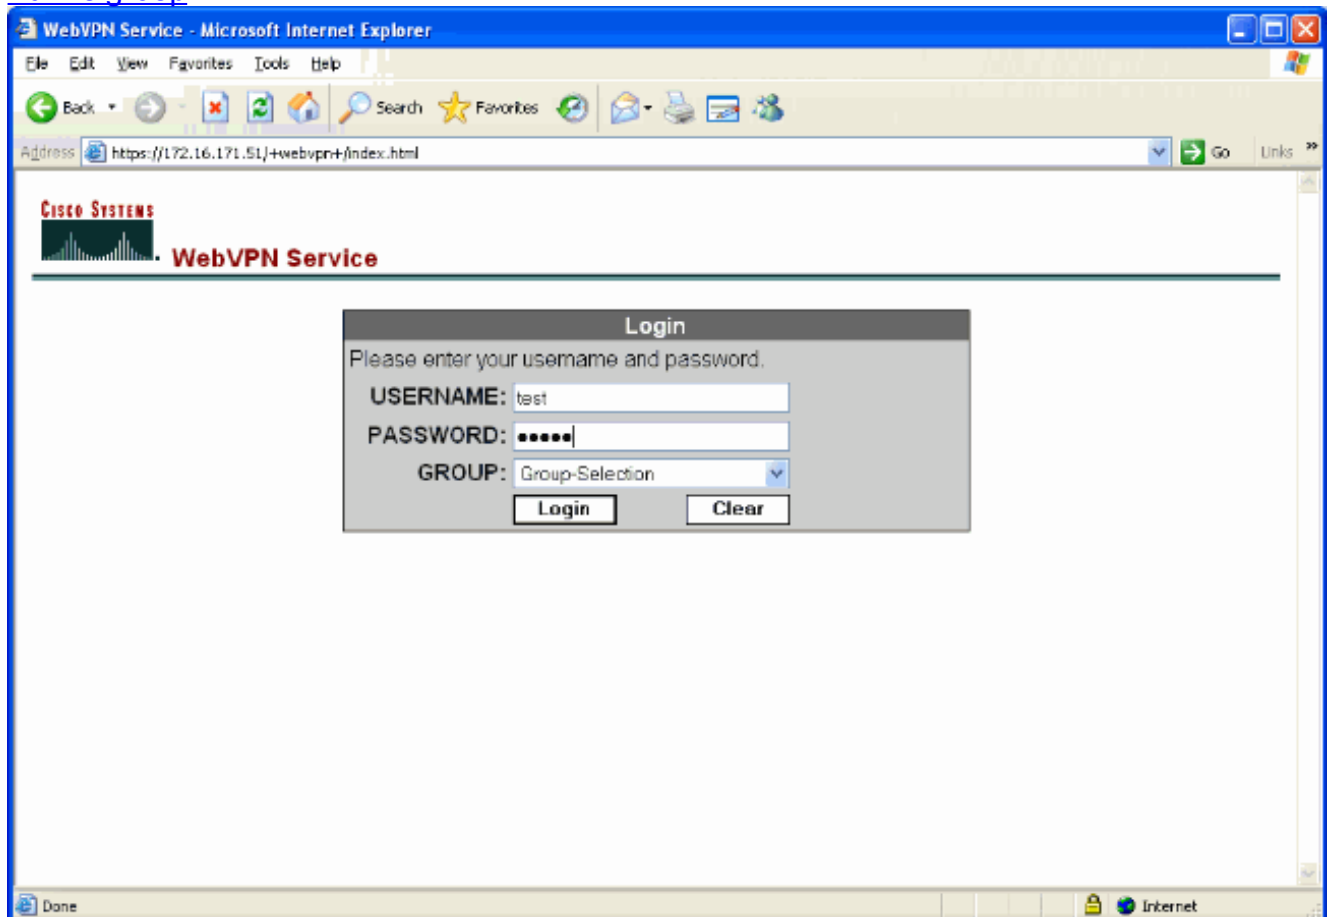 WebVPN Service - Microsoft Internet Explorer
File Edit View Favorites Tools Help
Back Search Favorites
Address https://172.16.171.51/+webvpn+/index.html Go Links »
CISCO SYSTEMS
WebVPN Service
Login
Please enter your username and password.
USERNAME: test
PASSWORD: •••••
GROUP: Group-Selection
Login Clear
Done Internet